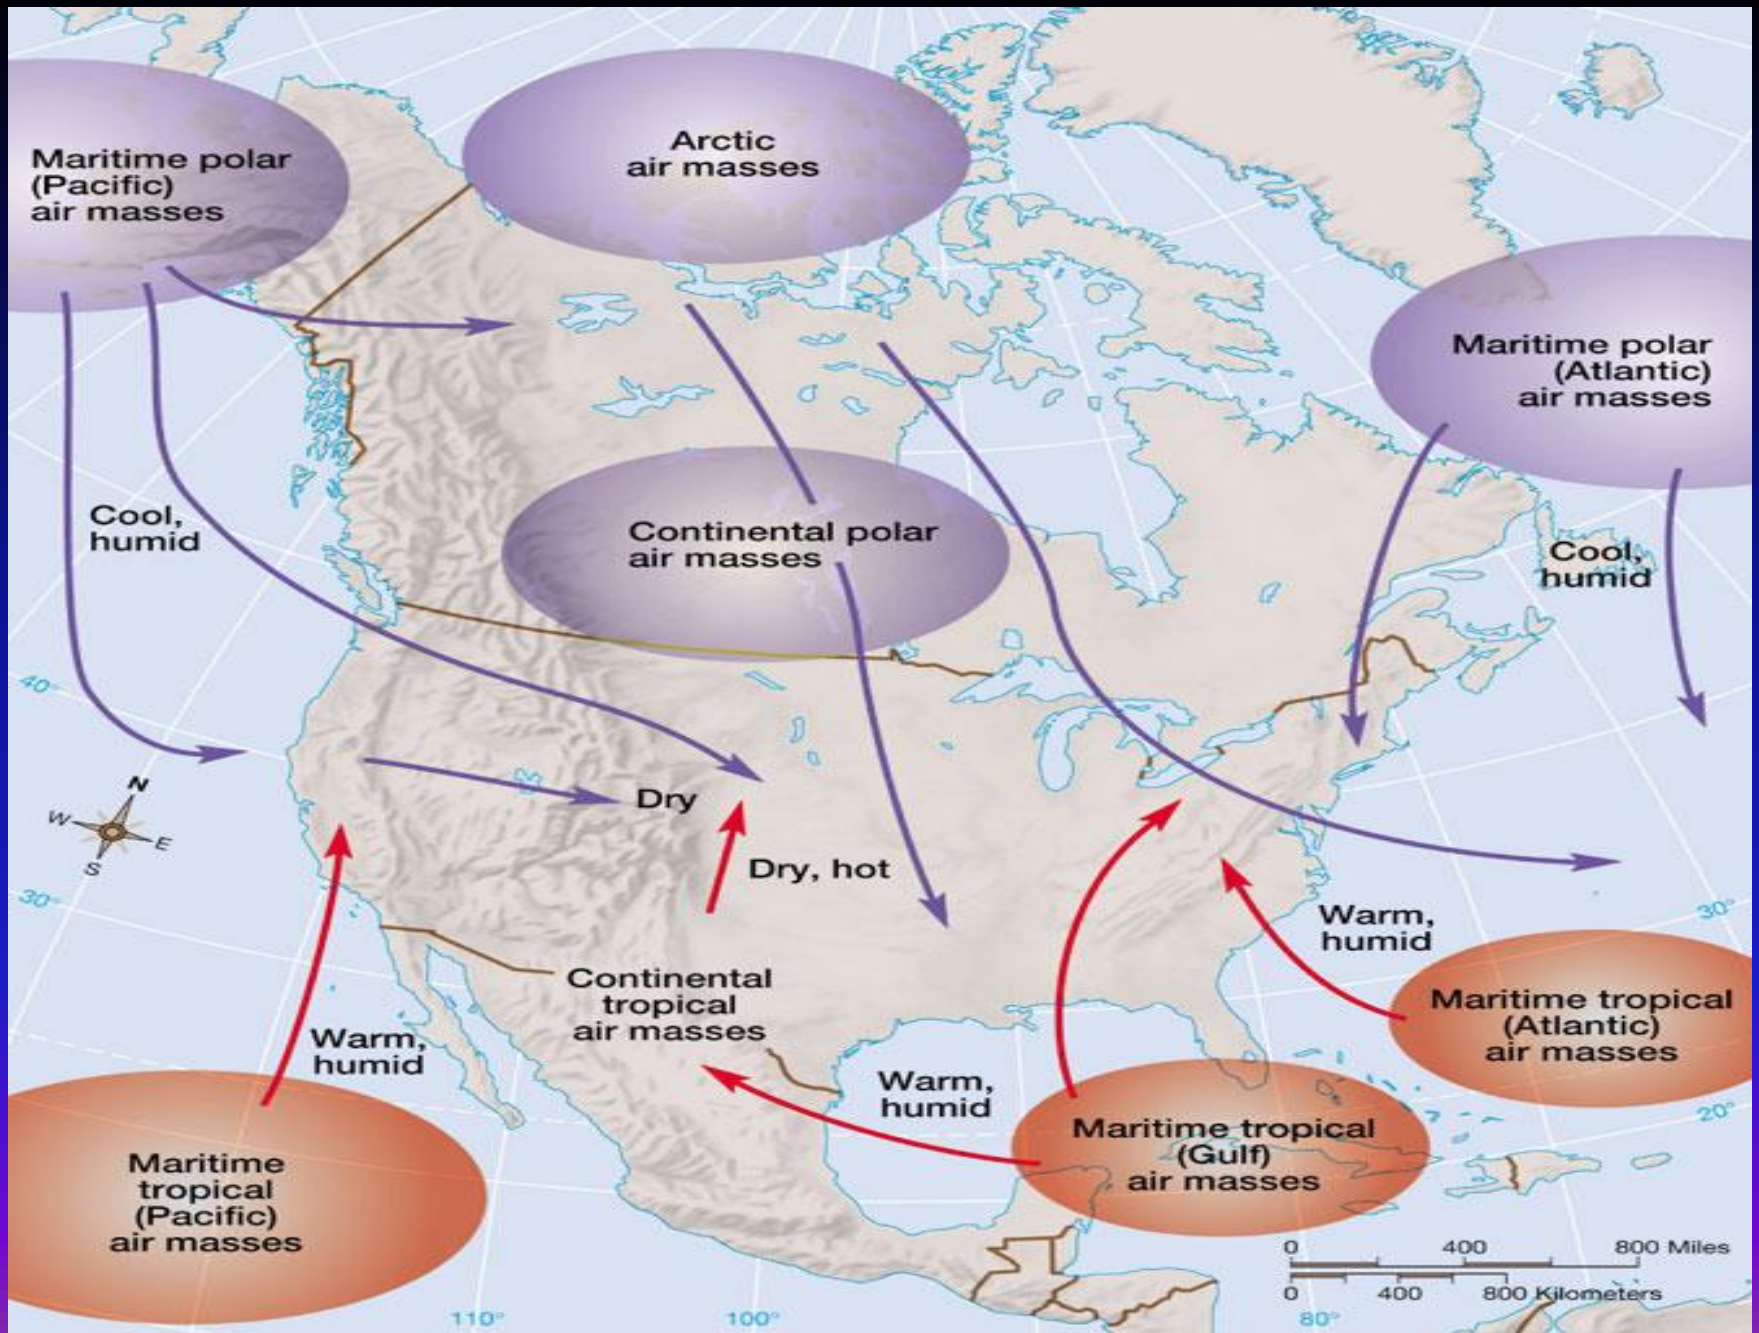 Arctic
air masses
Maritime polar
(Pacific)
air masses
Maritime polar
(Atlantic)
air masses
Cool,
humid
Continental polar
air masses
Cool,
humid
40°
N
W
E
S
Dry
Dry, hot
30°
Warm,
humid
30°
Continental
tropical
air masses
Maritime tropical
(Atlantic)
air masses
Warm,
humid
Warm,
humid
20°
Maritime tropical
(Gulf)
air masses
Maritime
tropical
(Pacific)
air masses
0 400 800 Miles
0 400 800 Kilometers
110°
100°
80°